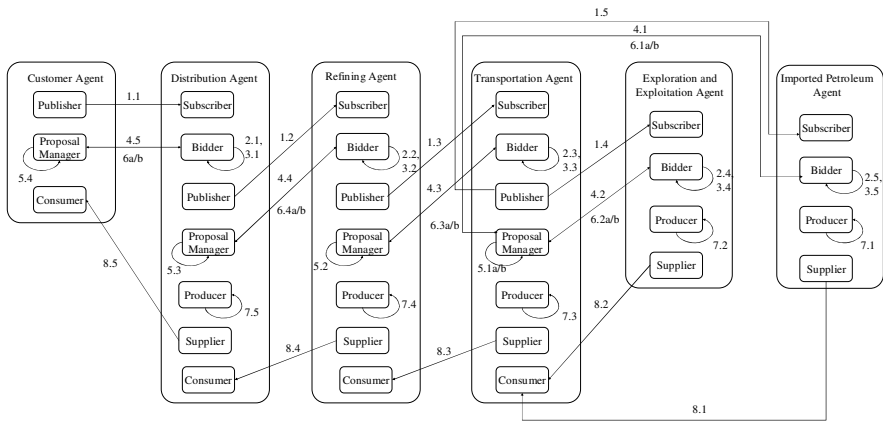 1.5
4.1
6.1a/b
Customer Agent
Publisher
Proposal
Manager
5.4
Consumer
1.1
4.5
6a/b
8.5
Distribution Agent
Subscriber
Bidder
2.1,
3.1
Publisher
Proposal
Manager
5.3
Producer
7.5
Supplier
Consumer
1.2
4.4
6.4a/b
8.4
Refining Agent
Subscriber
Bidder
2.2,
3.2
Publisher
Proposal
Manager
5.2
Producer
7.4
Supplier
Consumer
1.3
4.3
6.3a/b
8.3
Transportation Agent
Subscriber
Bidder
2.3,
3.3
Publisher
Proposal
Manager
5.1a/b
Producer
7.3
Supplier
Consumer
1.4
4.2
6.2a/b
8.2
Exploration and
Exploitation Agent
Subscriber
Bidder
2.4,
3.4
Producer
7.2
Supplier
Imported Petroleum
Agent
Subscriber
Bidder
2.5,
3.5
Producer
7.1
Supplier
8.1